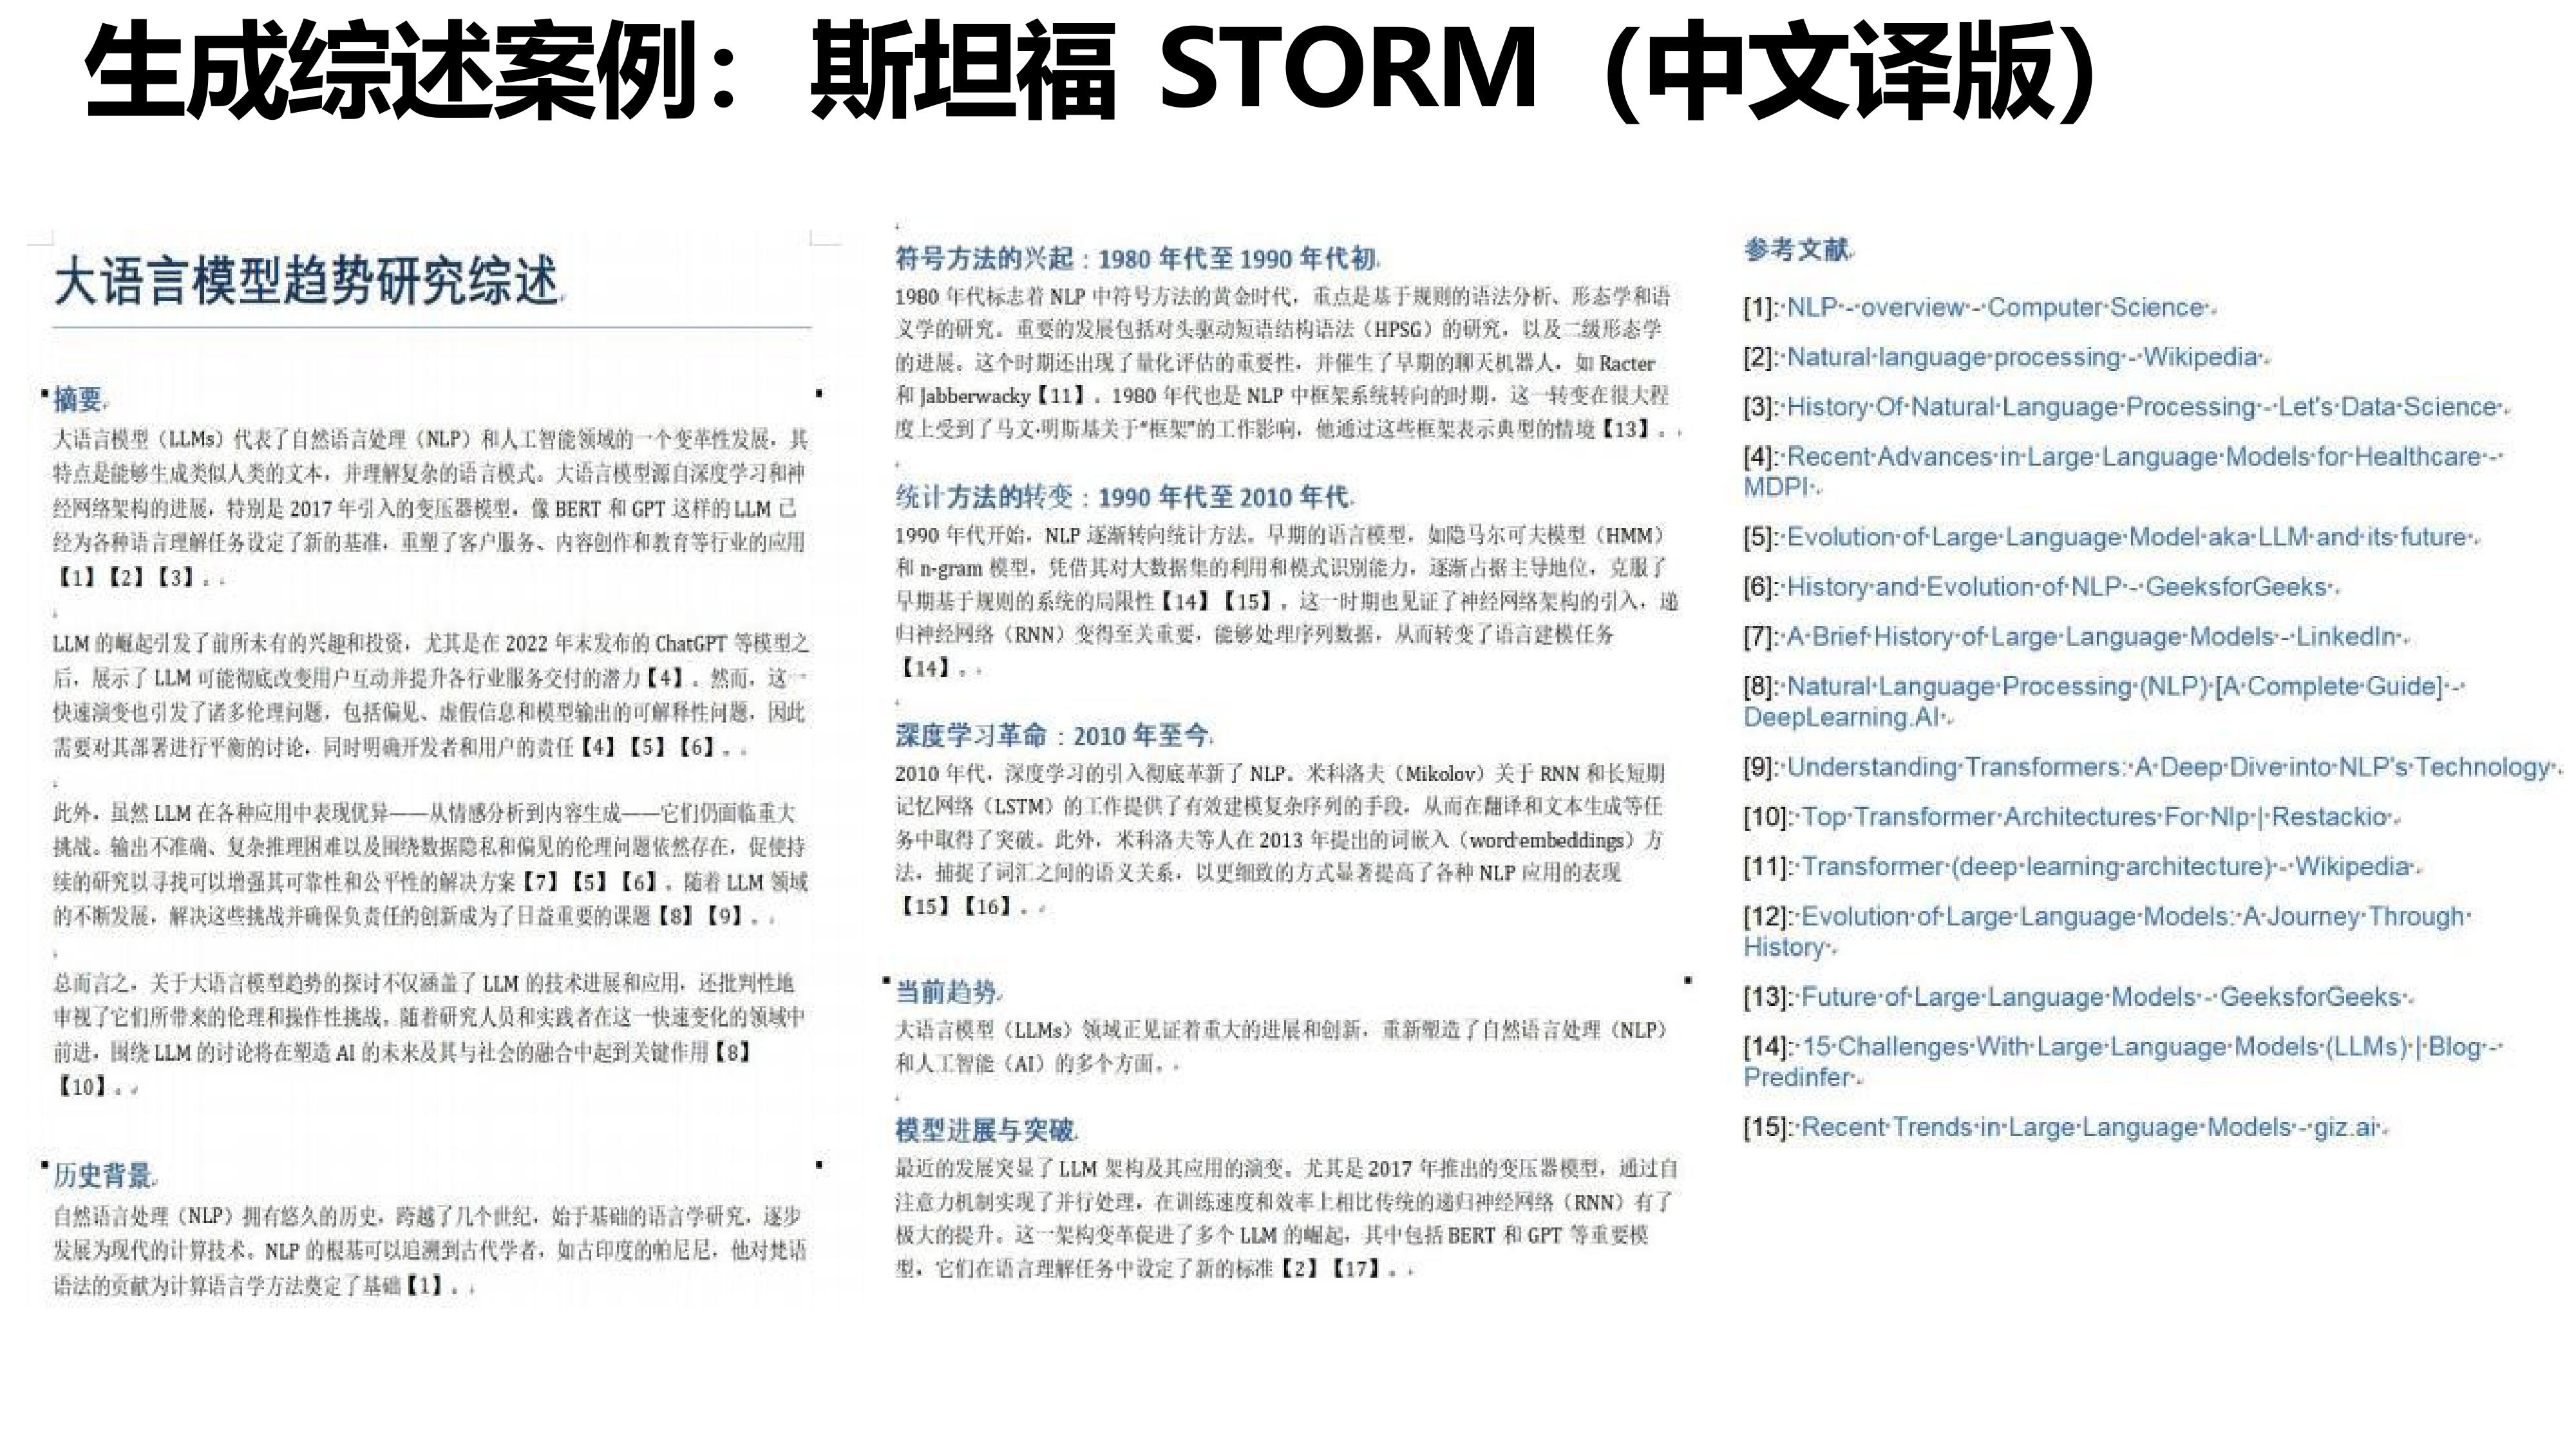 生成综述案例：斯坦福 STORM（中文译版）
大语言模型趋势研究综述
摘要
大语言模型（LLMs）代表了自然语言处理（NLP）和人工智能领域的一个变革性发展，其
特点是能够生成类似人类的文本，并理解复杂的语言模式。大语言模型源自深度学习和神
经网络架构的进展，特别是 2017 年引入的变压器模型，像 BERT 和 GPT 这样的 LLM 已
经为各种语言理解任务设定了新的基准，重塑了客户服务、内容创作和教育等行业的应用
【1】【2】【3】。
LLM 的崛起引发了前所未有的兴趣和投资，尤其是在 2022 年末发布的 ChatGPT 等模型之
后，展示了 LLM 可能彻底改变用户互动并提升各行业服务交付的潜力【4】。然而，这一
快速演变也引发了诸多伦理问题，包括偏见、虚假信息和模型输出的可解释性问题，因此
需要对其部署进行平衡的讨论，同时明确开发者和用户的责任【4】【5】【6】。
此外，虽然 LLM 在各种应用中表现优异——从情感分析到内容生成——它们仍面临重大
挑战。输出不准确、复杂推理困难以及围绕数据隐私和偏见的伦理问题依然存在，促使持
续的研究以寻找可以增强其可靠性和公平性的解决方案【7】【5】【6】。随着 LLM 领域
的不断发展，解决这些挑战并确保负责任的创新成为了日益重要的课题【8】【9】。
总而言之，关于大语言模型趋势的探讨不仅涵盖了 LLM 的技术进展和应用，还批判性地
审视了它们所带来的伦理和操作性挑战。随着研究人员和实践者在这一快速变化的领域中
前进，围绕 LLM 的讨论将在塑造 AI 的未来及其与社会的融合中起到关键作用【8】
【10】。
历史背景
自然语言处理（NLP）拥有悠久的历史，跨越了几个世纪，始于基础的语言学研究，逐步
发展为现代的计算技术。NLP 的根基可以追溯到古代学者，如古印度的帕尼尼，他对梵语
语法的贡献为计算语言学方法奠定了基础【1】。
符号方法的兴起：1980 年代至 1990 年代初
1980 年代标志着 NLP 中符号方法的黄金时代，重点是基于规则的语法分析、形态学和语
义学的研究。重要的发展包括对头驱动短语结构语法（HPSG）的研究，以及二级形态学
的进展。这个时期还出现了量化评估的重要性，并催生了早期的聊天机器人，如 Racter
和 Jabberwacky【11】。1980 年代也是 NLP 中框架系统转向的时期，这一转变在很大程
度上受到了马文·明斯基关于“框架”的工作影响，他通过这些框架表示典型的情境【13】。
统计方法的转变：1990 年代至 2010 年代
1990 年代开始，NLP 逐渐转向统计方法。早期的语言模型，如隐马尔可夫模型（HMM）
和 n-gram 模型，凭借其对大数据集的利用和模式识别能力，逐渐占据主导地位，克服了
早期基于规则的系统的局限性【14】【15】。这一时期也见证了神经网络架构的引入，递
归神经网络（RNN）变得至关重要，能够处理序列数据，从而转变了语言建模任务
【14】。
深度学习革命：2010 年至今
2010 年代，深度学习的引入彻底革新了 NLP。米科洛夫（Mikolov）关于 RNN 和长短期
记忆网络（LSTM）的工作提供了有效建模复杂序列的手段，从而在翻译和文本生成等任
务中取得了突破。此外，米科洛夫等人在 2013 年提出的词嵌入（word·embeddings）方
法，捕捉了词汇之间的语义关系，以更细致的方式显著提高了各种 NLP 应用的表现
【15】【16】。
当前趋势
大语言模型（LLMs）领域正见证着重大的进展和创新，重新塑造了自然语言处理（NLP）
和人工智能（AI）的多个方面。
模型进展与突破
最近的发展突显了 LLM 架构及其应用的演变。尤其是 2017 年推出的变压器模型，通过自
注意力机制实现了并行处理，在训练速度和效率上相比传统的递归神经网络（RNN）有了
极大的提升。这一架构变革促进了多个 LLM 的崛起，其中包括 BERT 和 GPT 等重要模
型，它们在语言理解任务中设定了新的标准【2】【17】。
参考文献
[1]:·NLP·-·overview·-·Computer·Science·
[2]:·Natural·language·processing·-·Wikipedia·
[3]:·History·Of·Natural·Language·Processing·-·Let's·Data·Science·
[4]:·Recent·Advances·in·Large·Language·Models·for·Healthcare·-·
MDPI·
[5]:·Evolution·of·Large·Language·Model·aka·LLM·and·its·future·
[6]:·History·and·Evolution·of·NLP·-·GeeksforGeeks·
[7]:·A·Brief·History·of·Large·Language·Models·-·LinkedIn·
[8]:·Natural·Language·Processing·(NLP)·[A·Complete·Guide]·-·
DeepLearning.AI·
[9]:·Understanding·Transformers:·A·Deep·Dive·into·NLP's·Technology·
[10]:·Top·Transformer·Architectures·For·Nlp·|·Restackio·
[11]:·Transformer·(deep·learning·architecture)·-·Wikipedia·
[12]:·Evolution·of·Large·Language·Models:·A·Journey·Through·
History·
[13]:·Future·of·Large·Language·Models·-·GeeksforGeeks·
[14]:·15·Challenges·With·Large·Language·Models·(LLMs)·|·Blog·-·
Predinfer·
[15]:·Recent·Trends·in·Large·Language·Models·-·giz.ai·